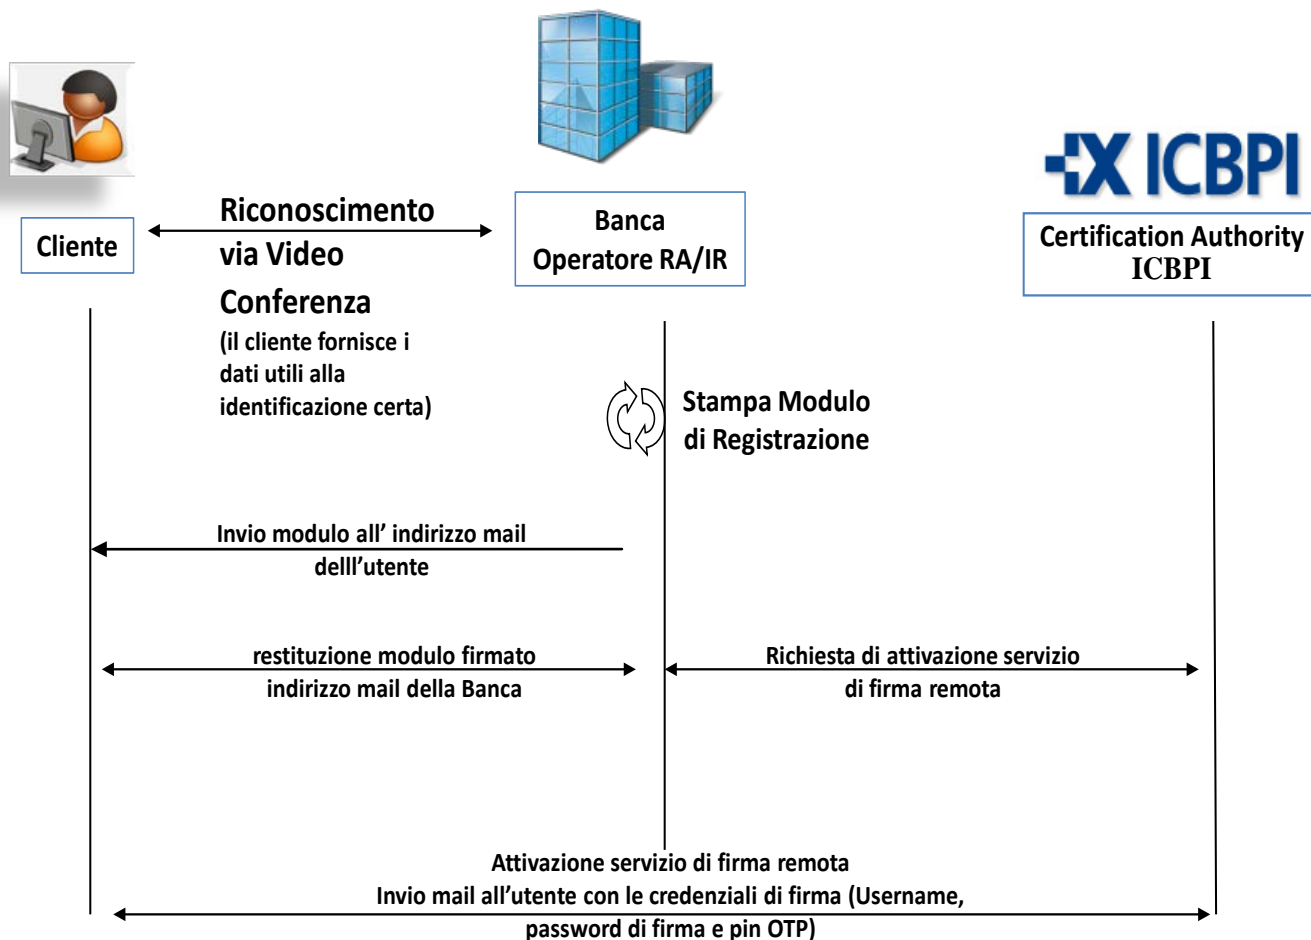 ICBPI
Riconoscimento
via Video
Conferenza
(il cliente fornisce i
dati utili alla
identificazione certa)
Cliente
Banca
Operatore RA/IR
Certification Authority
ICBPI
Stampa Modulo
di Registrazione
Invio modulo all' indirizzo mail
delll'utente
restituzione modulo firmato
indirizzo mail della Banca
Richiesta di attivazione servizio
di firma remota
Attivazione servizio di firma remota
Invio mail all'utente con le credenziali di firma (Username,
password di firma e pin OTP)